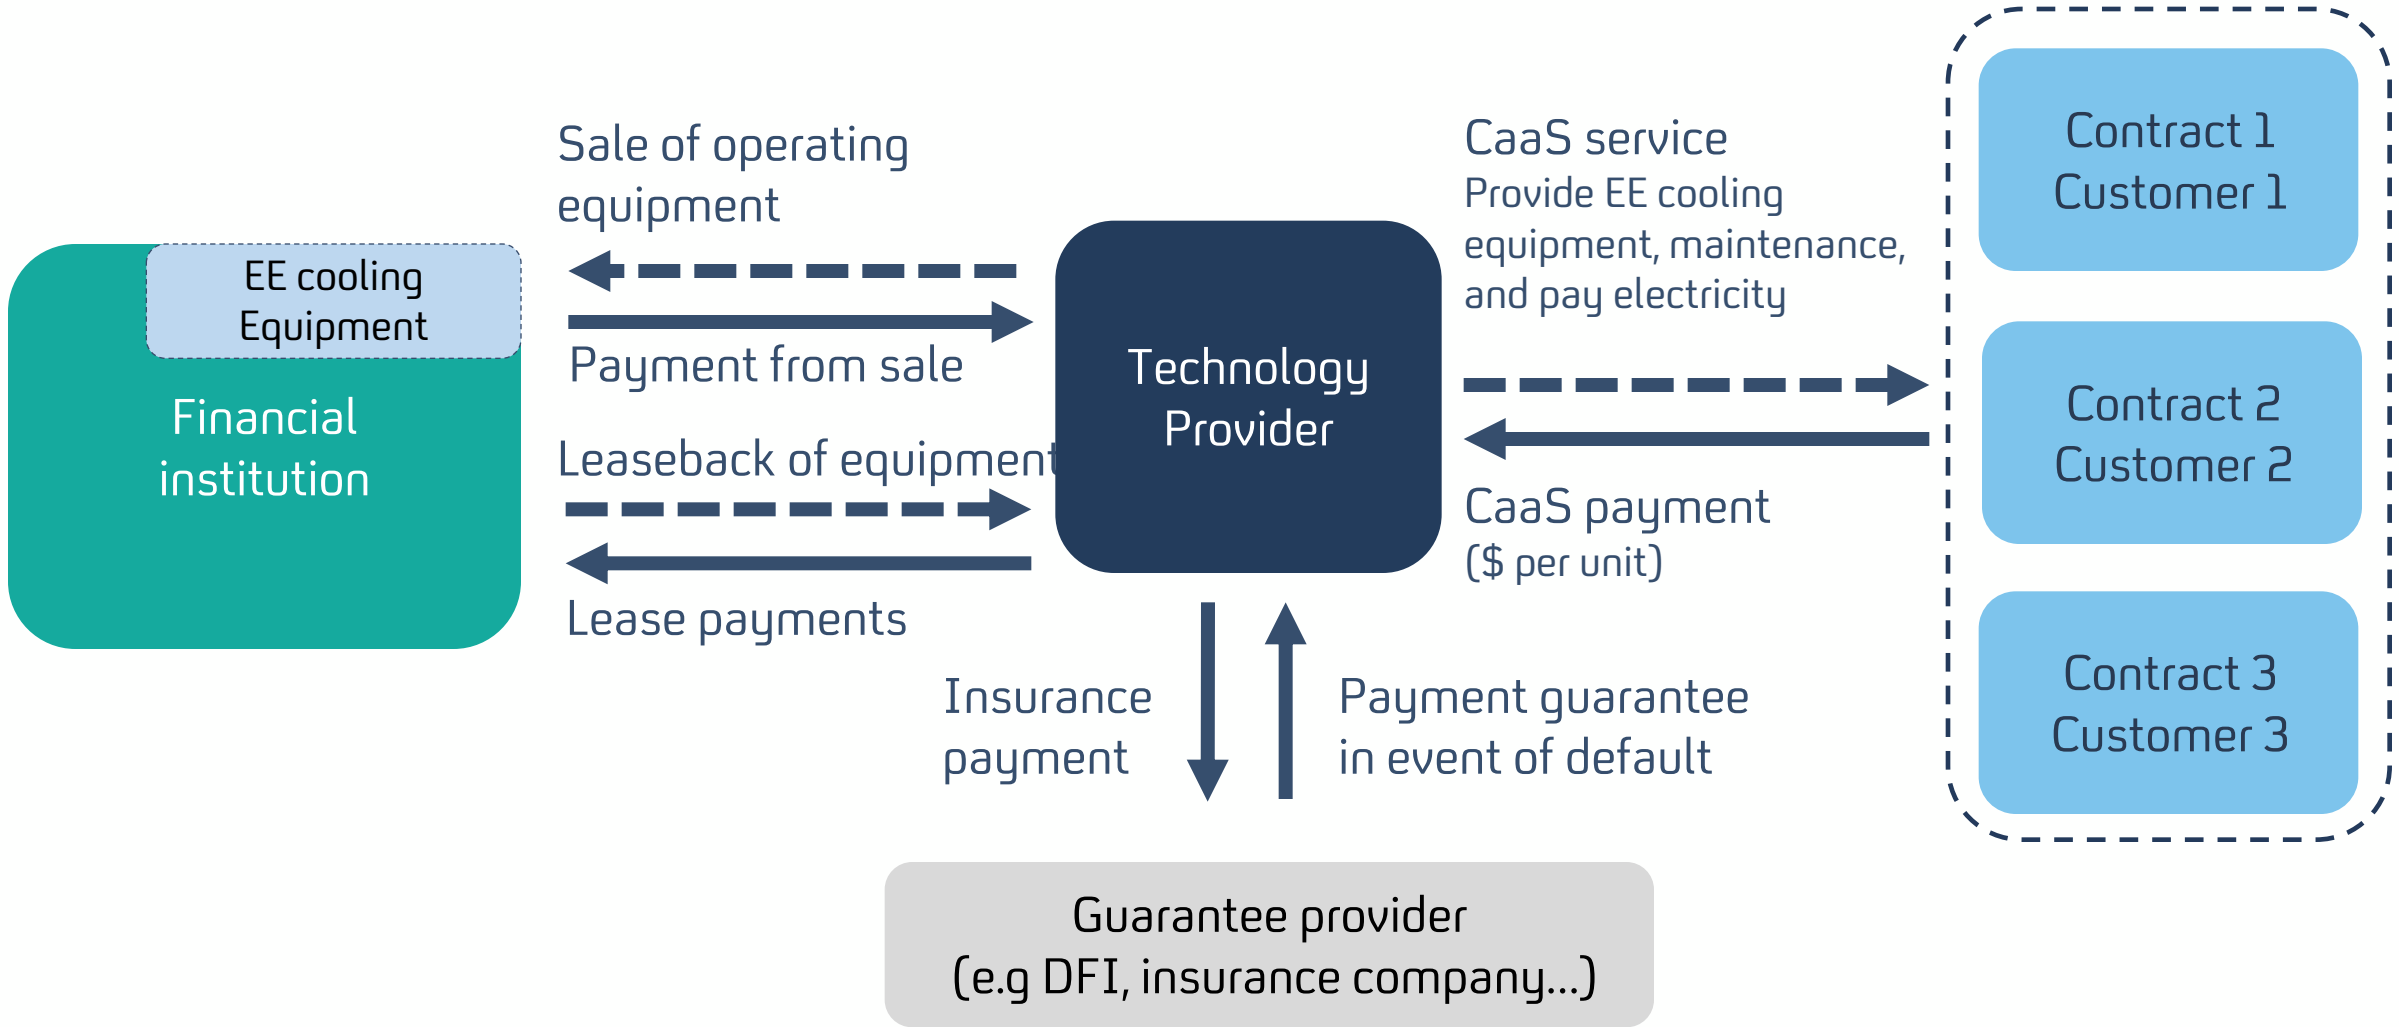 EE cooling
Equipment
Financial
institution
Sale of operating
equipment
Payment from sale
Leaseback of equipment
Lease payments
Technology
Provider
CaaS service
Provide EE cooling
equipment, maintenance,
and pay electricity
CaaS payment
($ per unit)
Contract 1
Customer 1
Contract 2
Customer 2
Contract 3
Customer 3
Insurance
payment
Payment guarantee
in event of default
Guarantee provider
(e.g DFI, insurance company...)